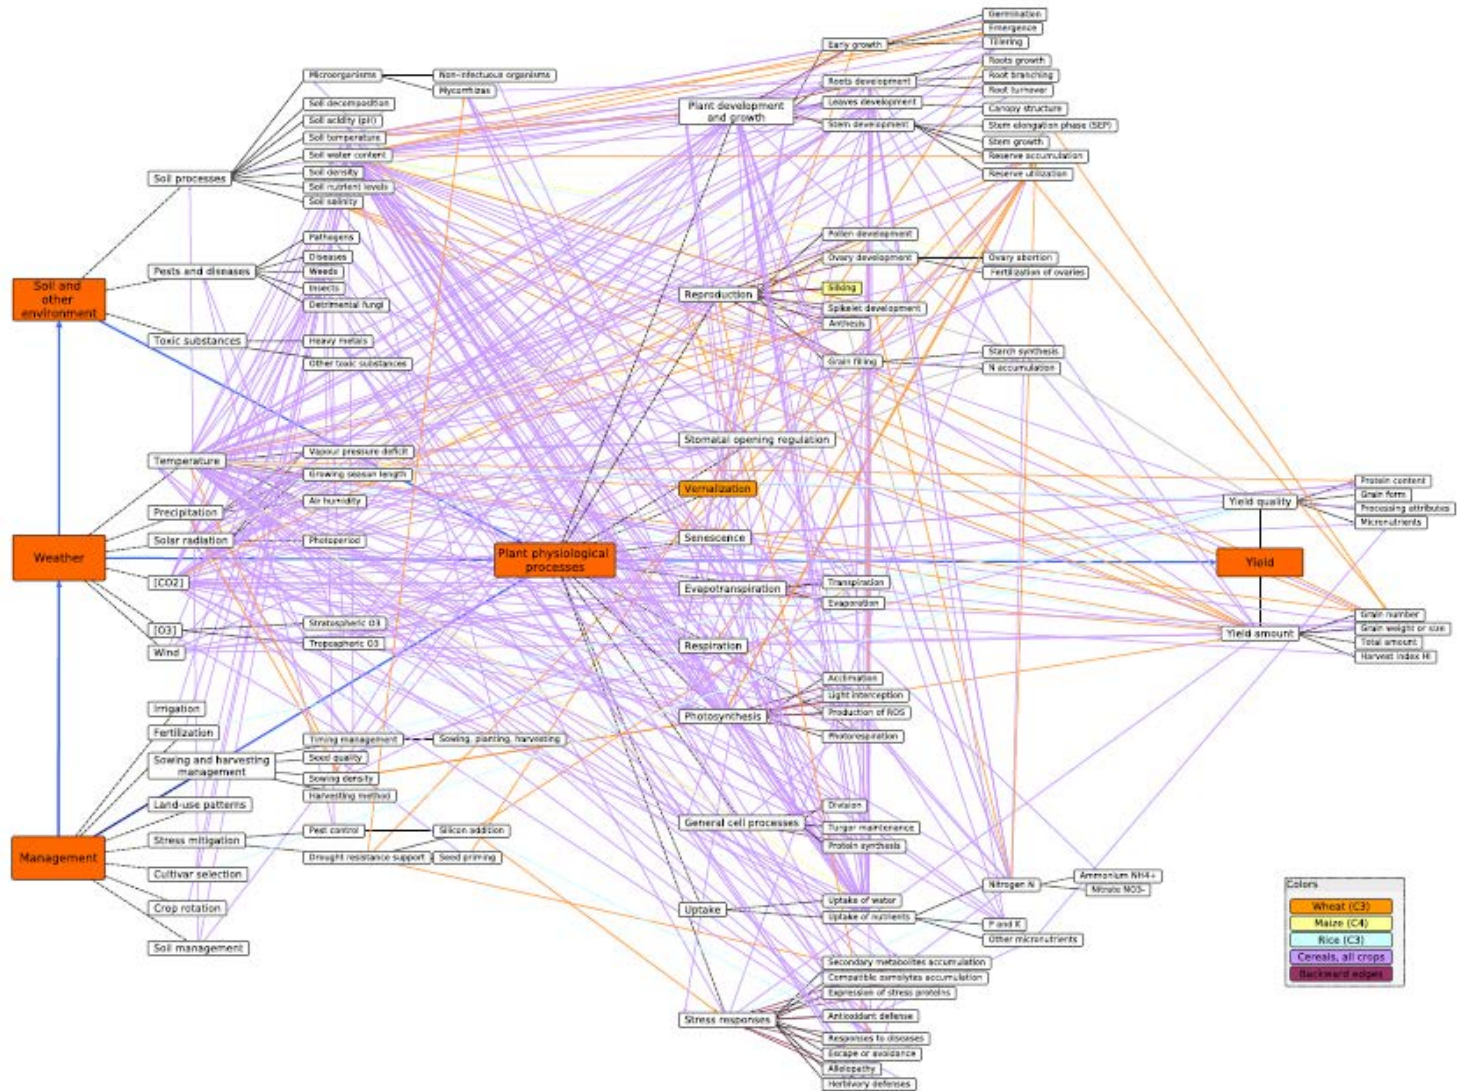 Germination
Early growth
Emergence
Tillering
Roots growth
Microorganisms
Non-infectuous organisms
Roots development
Root branching
Mycorrhizas
Root turnover
Soil decomposition
Plant development
and growth
Leaves development
Canopy structure
Soil acidity (pH)
Stem development
Stem elongation phase (SEP)
Soil temperature
Stem growth
Soil water content
Reserve accumulation
Soil processes
Soil density
Reserve utilization
Soil nutrient levels
Soil salinity
Pathogens
Pollen development
Diseases
Ovary development
Ovary abortion
Pests and diseases
Weeds
Fertilization of ovaries
Insects
Silking
Soil and
other
environment
Reproduction
Detrimental fungi
Spikelet development
Anthesis
Toxic substances
Heavy metals
Starch synthesis
Other toxic substances
Grain filling
N accumulation
Stomatal opening regulation
Vapour pressure deficit
Temperature
Growing season length
Protein content
Vernalization
Grain form
Air humidity
Yield quality
Processing attributes
Precipitation
Micronutrients
Solar radiation
Photoperiod
Senescence
Weather
Plant physiological
processes
Yield
[CO2]
Evapotranspiration
Transpiration
Evaporation
Grain number
Stratospheric O3
[O3]
Grain weight or size
Yield amount
Tropospheric O3
Respiration
Total amount
Wind
Harvest index HI
Acclimation
Light interception
Irrigation
Photosynthesis
Production of ROS
Fertilization
Photorespiration
Timing management
Sowing, planting, harvesting
Sowing and harvesting
management
Seed quality
Sowing density
Harvesting method
Land-use patterns
Division
General cell processes
Turgor maintenance
Pest control
Silicon addition
Stress mitigation
Protein synthesis
Management
Drought resistance support
Seed priming
Cultivar selection
Nitrogen N
Ammonium NH4+
Nitrate NO3-
Colors
Crop rotation
Uptake
Uptake of water
Uptake of nutrients
P and K
Wheat (C3)
Maize (C4)
Other micronutrients
Rice (C3)
Soil management
Cereals, all crops
Secondary metabolites accumulation
Backward edges
Compatible osmolytes accumulation
Expression of stress proteins
Stress responses
Antioxidant defense
Responses to diseases
Escape or avoidance
Allelopathy
Herbivory defenses